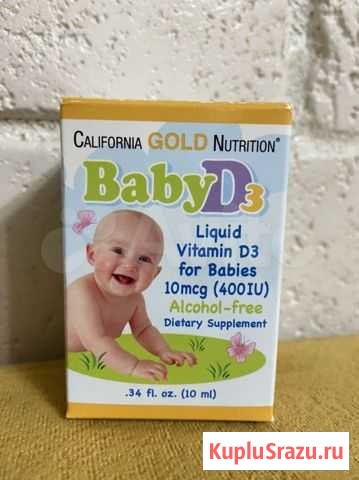 CALIFORNIA GOLD NUTRITION®
BabyD3
Liquid
Vitamin D3
for Babies
10mcg (400IU)
Alcohol-free
Dietary Supplement
.34 fl. oz. (10 ml)
KupluSrazu.ru